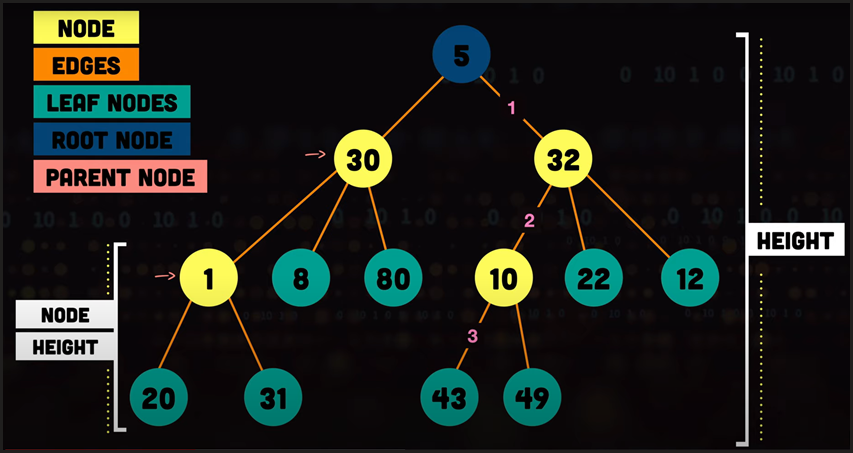 NODE
EDGES
LEAF NODES
ROOT NODE
PARENT NODE
5
1
30
32
2
HEIGHT
1
8
80
10
22
12
NODE
HEIGHT
3
20
31
43
49